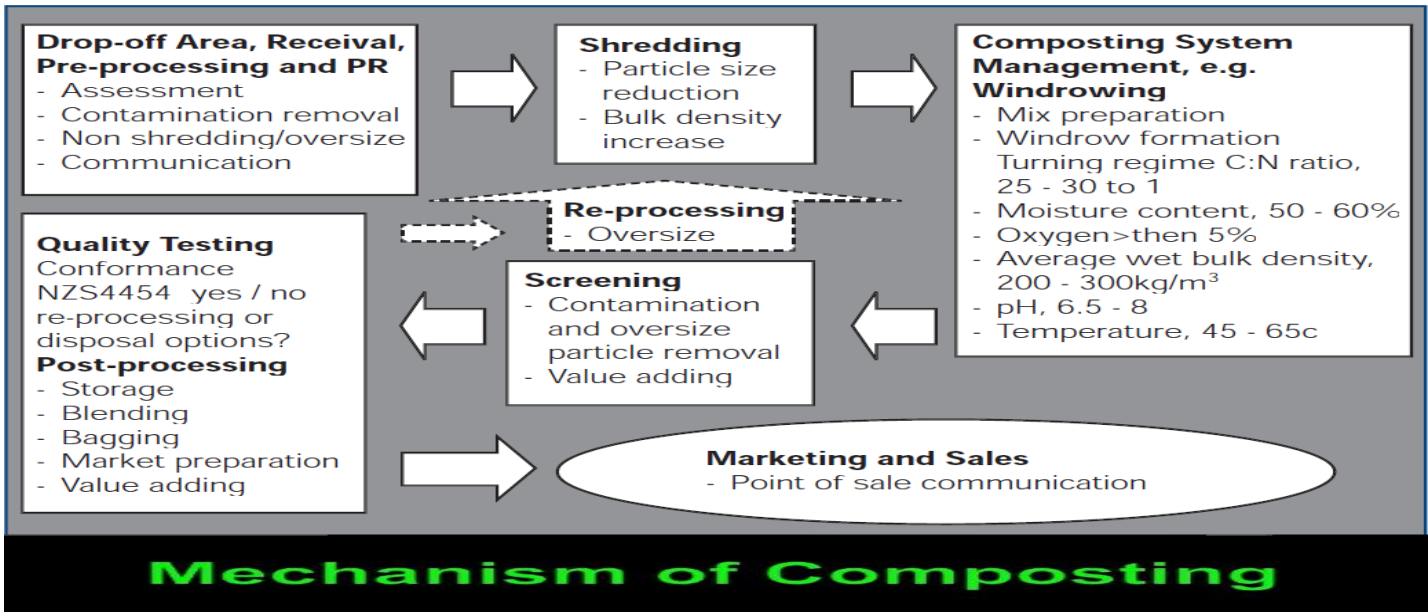 Drop-off Area, Receival,
Pre-processing and PR
- Assessment
- Contamination removal
- Non shredding/oversize
- Communication
Shredding
- Particle size
reduction
- Bulk density
increase
Composting System
Management, e.g.
Windrowing
- Mix preparation
- Windrow formation
Turning regime C:N ratio,
25 - 30 to 1
- Moisture content, 50 - 60%
- Oxygen>then 5%
- Average wet bulk density,
200 - 300kg/m³
- pH, 6.5 - 8
- Temperature, 45 - 65c
Re-processing
- Oversize
Screening
- Contamination
and oversize
particle removal
- Value adding
Quality Testing
Conformance
NZS4454 yes / no
re-processing or
disposal options?
Post-processing
- Storage
- Blending
- Bagging
- Market preparation
- Value adding
Marketing and Sales
- Point of sale communication
Mechanism of Composting